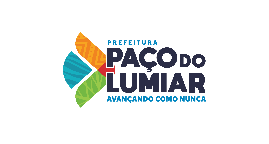 PREFEITURA
PAÇO DO
LUMIAR
AVANÇANDO COMO NUNCA